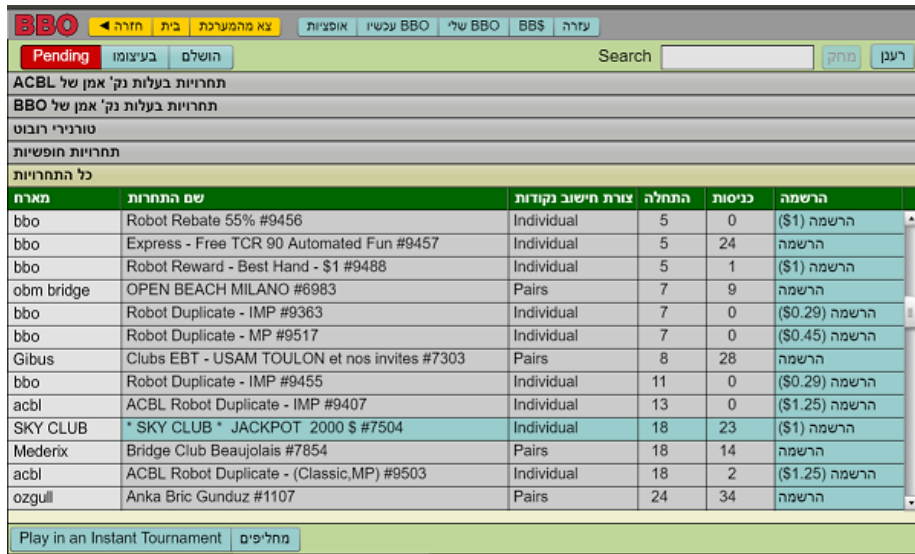 BBO חזרה ◄ בית צא מהמערכת אופציות BBO עכשיו BBO שלי BB$ עזרה
Pending בעיצומו הושלם Search מחק רענן
תחרויות בעלות נק' אמן של ACBL
תחרויות בעלות נק' אמן של BBO
טורנירי רובוט
תחרויות חופשיות
כל התחרויות
מארח שם התחרות צורת חישוב נקודות התחלה כניסות הרשמה
bbo Robot Rebate 55% #9456 Individual 5 0 הרשמה ($1)
bbo Express - Free TCR 90 Automated Fun #9457 Individual 5 24 הרשמה
bbo Robot Reward - Best Hand - $1 #9488 Individual 5 1 הרשמה ($1)
obm bridge OPEN BEACH MILANO #6983 Pairs 7 9 הרשמה
bbo Robot Duplicate - IMP #9363 Individual 7 0 הרשמה ($0.29)
bbo Robot Duplicate - MP #9517 Individual 7 0 הרשמה ($0.45)
Gibus Clubs EBT - USAM TOULON et nos invites #7303 Pairs 8 28 הרשמה
bbo Robot Duplicate - IMP #9455 Individual 11 0 הרשמה ($0.29)
acbl ACBL Robot Duplicate - IMP #9407 Individual 13 0 הרשמה ($1.25)
SKY CLUB * SKY CLUB * JACKPOT 2000 $ #7504 Individual 18 23 הרשמה ($1)
Mederix Bridge Club Beaujolais #7854 Pairs 18 14 הרשמה
acbl ACBL Robot Duplicate - (Classic,MP) #9503 Individual 18 2 הרשמה ($1.25)
ozgull Anka Bric Gunduz #1107 Pairs 24 34 הרשמה
Play in an Instant Tournament מחליפים